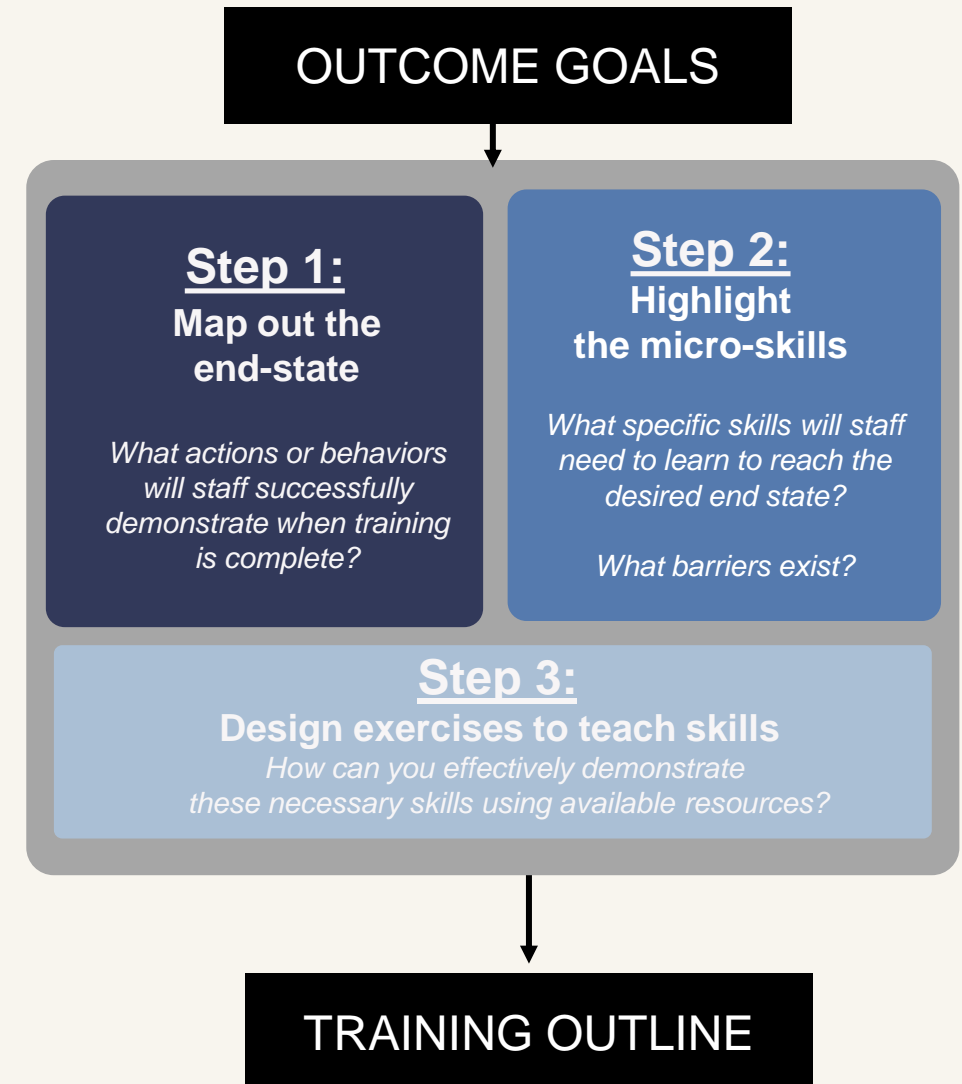 OUTCOME GOALS
Step 1:
Map out the
end-state
What actions or behaviors
will staff successfully
demonstrate when training
is complete?
Step 2:
Highlight
the micro-skills
What specific skills will staff
need to learn to reach the
desired end state?
What barriers exist?
Step 3:
Design exercises to teach skills
How can you effectively demonstrate
these necessary skills using available resources?
TRAINING OUTLINE